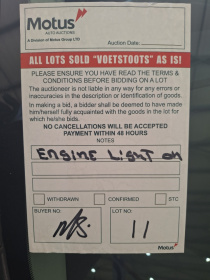 Motus
AUTO AUCTIONS
A Division of Motus Group LTD
Auction Date
ALL LOTS SOLD "VOETSTOOTS" AS IS!
PLEASE ENSURE YOU HAVE READ THE TERMS &
CONDITIONS BEFORE BIDDING ON A LOT
The auctioneer is not liable in any way for any errors or
inaccuracies in the description or identification of goods.
In making a bid, a bidder shall be deemed to have made
him/herself fully acquainted with the goods in the lot for
which he/she bids.
NO CANCELLATIONS WILL BE ACCEPTED
PAYMENT WITHIN 48 HOURS
NOTES
ENGINE LIGHT ON
WITHDRAWN CONFIRMED STC
BUYER NO: LOT NO:
11
Motus